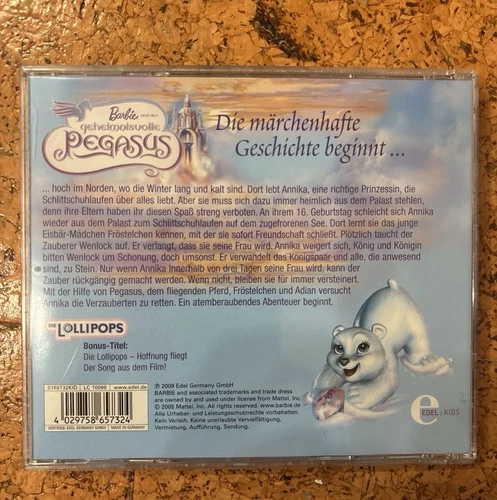 Barbie und der
geheimnisvolle
PEGASUS
Die märchenhafte
Geschichte beginnt ...
... hoch im Norden, wo die Winter lang und kalt sind. Dort lebt Annika, eine richtige Prinzessin, die
Schlittschuhlaufen über alles liebt. Aber sie muss sich dazu immer heimlich aus dem Palast stehlen,
denn ihre Eltern haben ihr diesen Spaß streng verboten. An ihrem 16. Geburtstag schleicht sich Annika
wieder aus dem Palast zum Schlittschuhlaufen auf dem zugefrorenen See. Dort lernt sie das junge
Eisbär-Mädchen Fröstelchen kennen, mit der sie sofort Freundschaft schließt. Plötzlich taucht der
Zauberer Wenlock auf. Er verlangt, dass sie seine Frau wird. Annika weigert sich, König und Königin
bitten Wenlock um Schonung, doch umsonst. Er verwandelt das Königspaar und alle, die anwesend
sind, zu Stein. Nur wenn Annika innerhalb von drei Tagen seine Frau wird, kann der
Zauber rückgängig gemacht werden. Wenn nicht, bleiben sie für immer versteinert.
Mit der Hilfe von Pegasus, dem fliegenden Pferd, Fröstelchen und Adian versucht
Annika die Verzauberten zu retten. Ein atemberaubendes Abenteuer beginnt.
DIE LOLLIPOPS
Bonus-Titel:
Die Lollipops – Hoffnung fliegt
Der Song aus dem Film!
0165732KID LC 10099 www.edel.de
4 029758 657324
VERTRIEB: EDEL GERMANY GMBH MADE IN GERMANY
℗ 2009 Edel Germany GmbH
BARBIE and associated trademarks and trade dress
are owned by and used under license from Mattel, Inc.
© 2005 Mattel, Inc. All rights reserved. www.barbie.de
Alle Urheber- und Leistungsschutzrechte vorbehalten.
Kein Verleih. Keine unerlaubte Vervielfältigung,
Vermietung, Aufführung, Sendung.
e
EDEL:KIDS